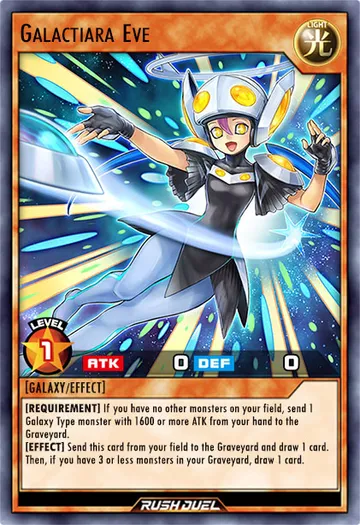 GALACTIARA EVE
LIGHT
光
LEVEL
1
ATK 0 DEF 0
[GALAXY/EFFECT]
[REQUIREMENT] If you have no other monsters on your field, send 1
Galaxy Type monster with 1600 or more ATK from your hand to the
Graveyard.
[EFFECT] Send this card from your field to the Graveyard and draw 1 card.
Then, if you have 3 or less monsters in your Graveyard, draw 1 card.
RUSH DUEL